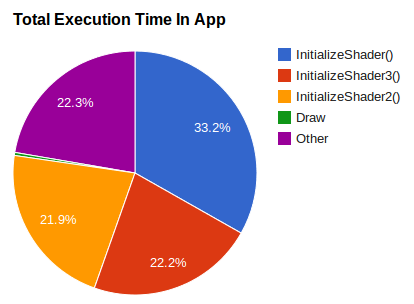 Total Execution Time In App
InitializeShader()
InitializeShader3()
InitializeShader2()
Draw
Other
22.3%
33.2%
21.9%
22.2%